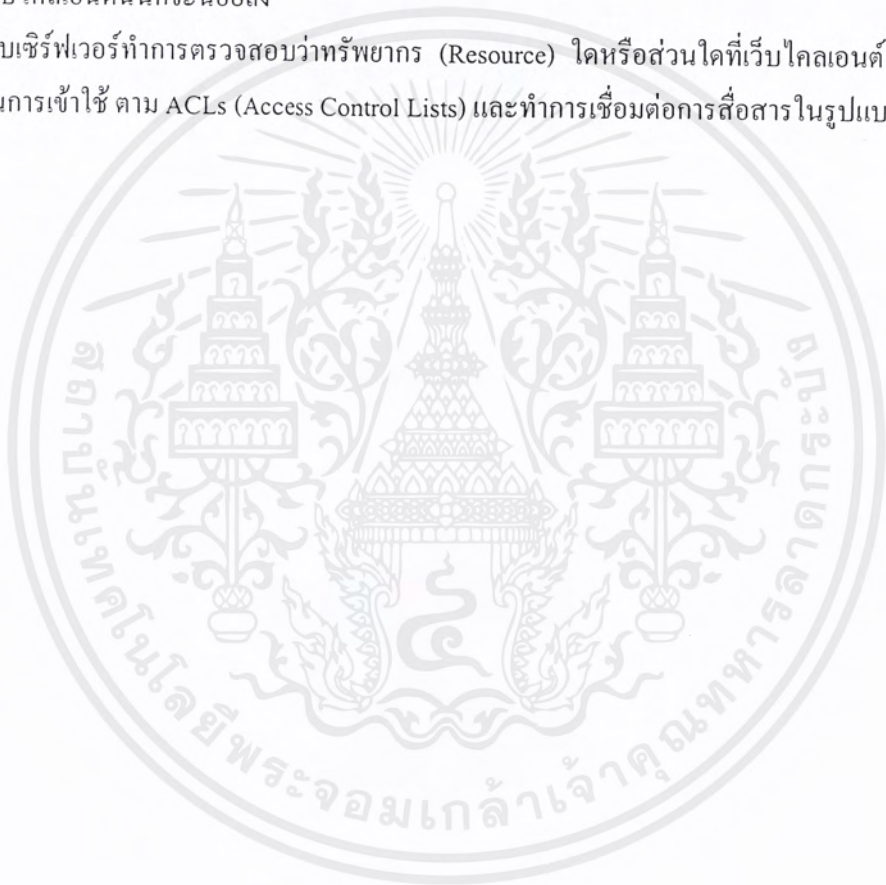 บเซิร์ฟเวอร์ทำการตรวจสอบว่าทรัพยากร (Resource) ใดหรือส่วนใดที่เว็บไคลเอนต์
นการเข้าใช้ ตาม ACLs (Access Control Lists) และทำการเชื่อมต่อการสื่อสารในรูปแบ
สถาบันเทคโนโลยีพระจอมเกล้าเจ้าคุณทหารลาดกระบัง